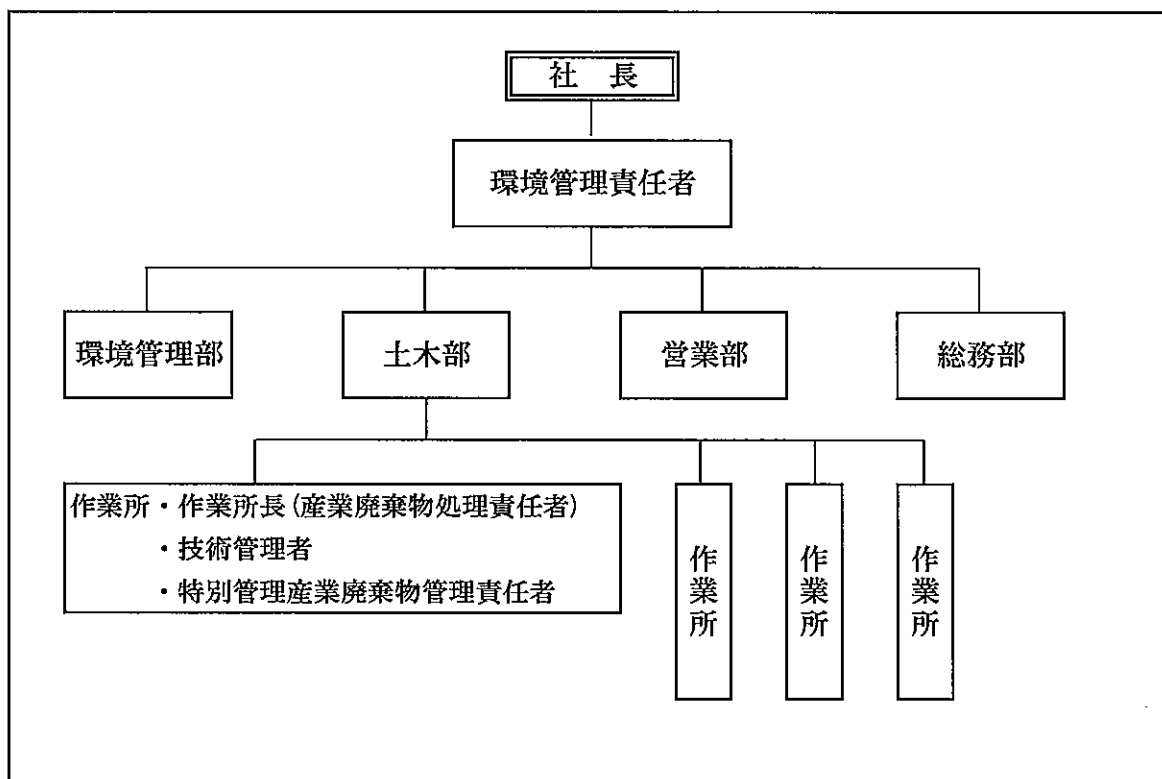 社 長
環境管理責任者
環境管理部
土木部
営業部
総務部
作業所・作業所長(産業廃棄物処理責任者)
・技術管理者
・特別管理産業廃棄物管理責任者
作業所
作業所
作業所